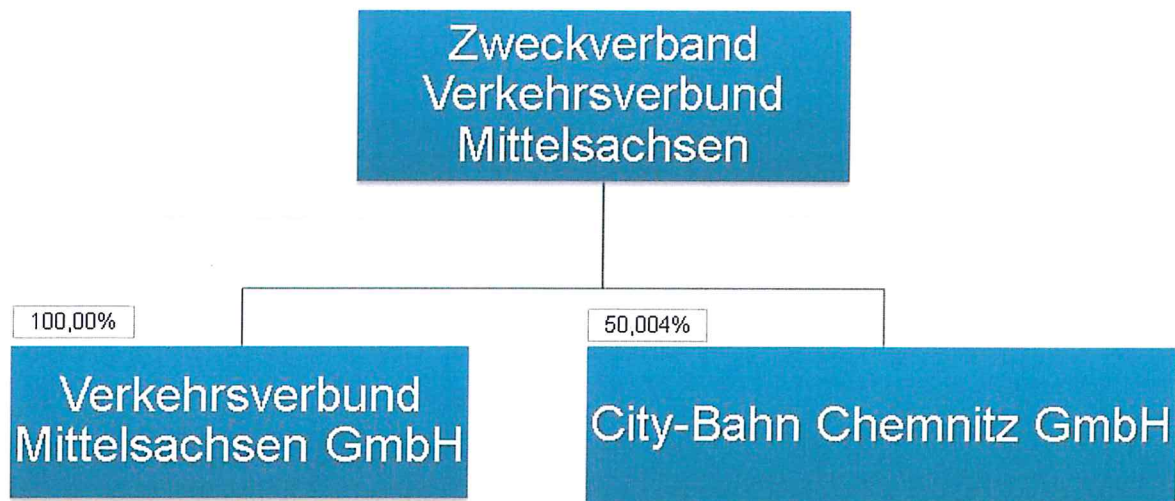 Zweckverband
Verkehrsverbund
Mittelsachsen
100,00%
50,004%
Verkehrsverbund
Mittelsachsen GmbH
City-Bahn Chemnitz GmbH